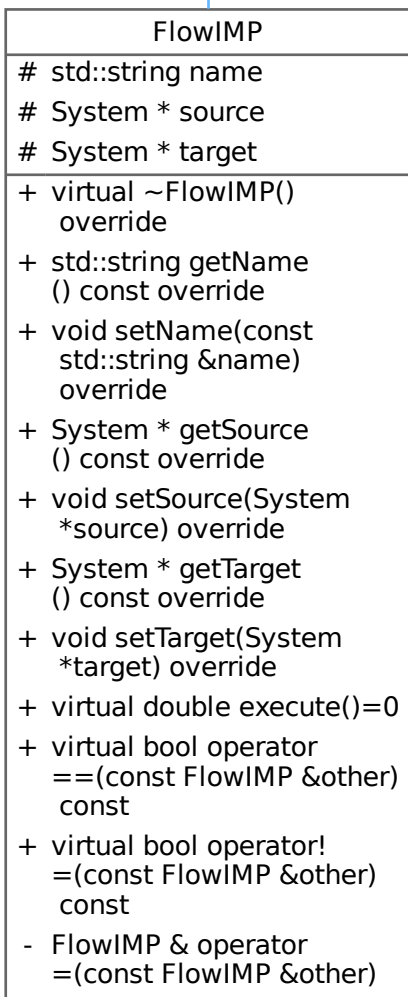 FlowIMP
# std::string name
# System * source
# System * target
+ virtual ~FlowIMP()
override
+ std::string getName
() const override
+ void setName(const
std::string &name)
override
+ System * getSource
() const override
+ void setSource(System
*source) override
+ System * getTarget
() const override
+ void setTarget(System
*target) override
+ virtual double execute()=0
+ virtual bool operator
==(const FlowIMP &other)
const
+ virtual bool operator!
=(const FlowIMP &other)
const
- FlowIMP & operator
=(const FlowIMP &other)